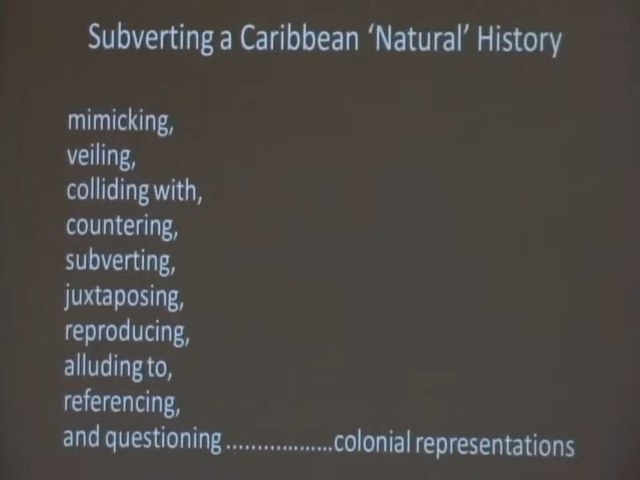 Subverting a Caribbean ‘Natural’ History
mimicking,
veiling,
colliding with,
countering,
subverting,
juxtaposing,
reproducing,
alluding to,
referencing,
and questioning ..................colonial representations